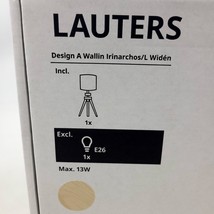 LAUTERS
Design A Wallin Irinarchos/L Widén
Incl.
1x
Excl.
E26
1x
Max. 13W